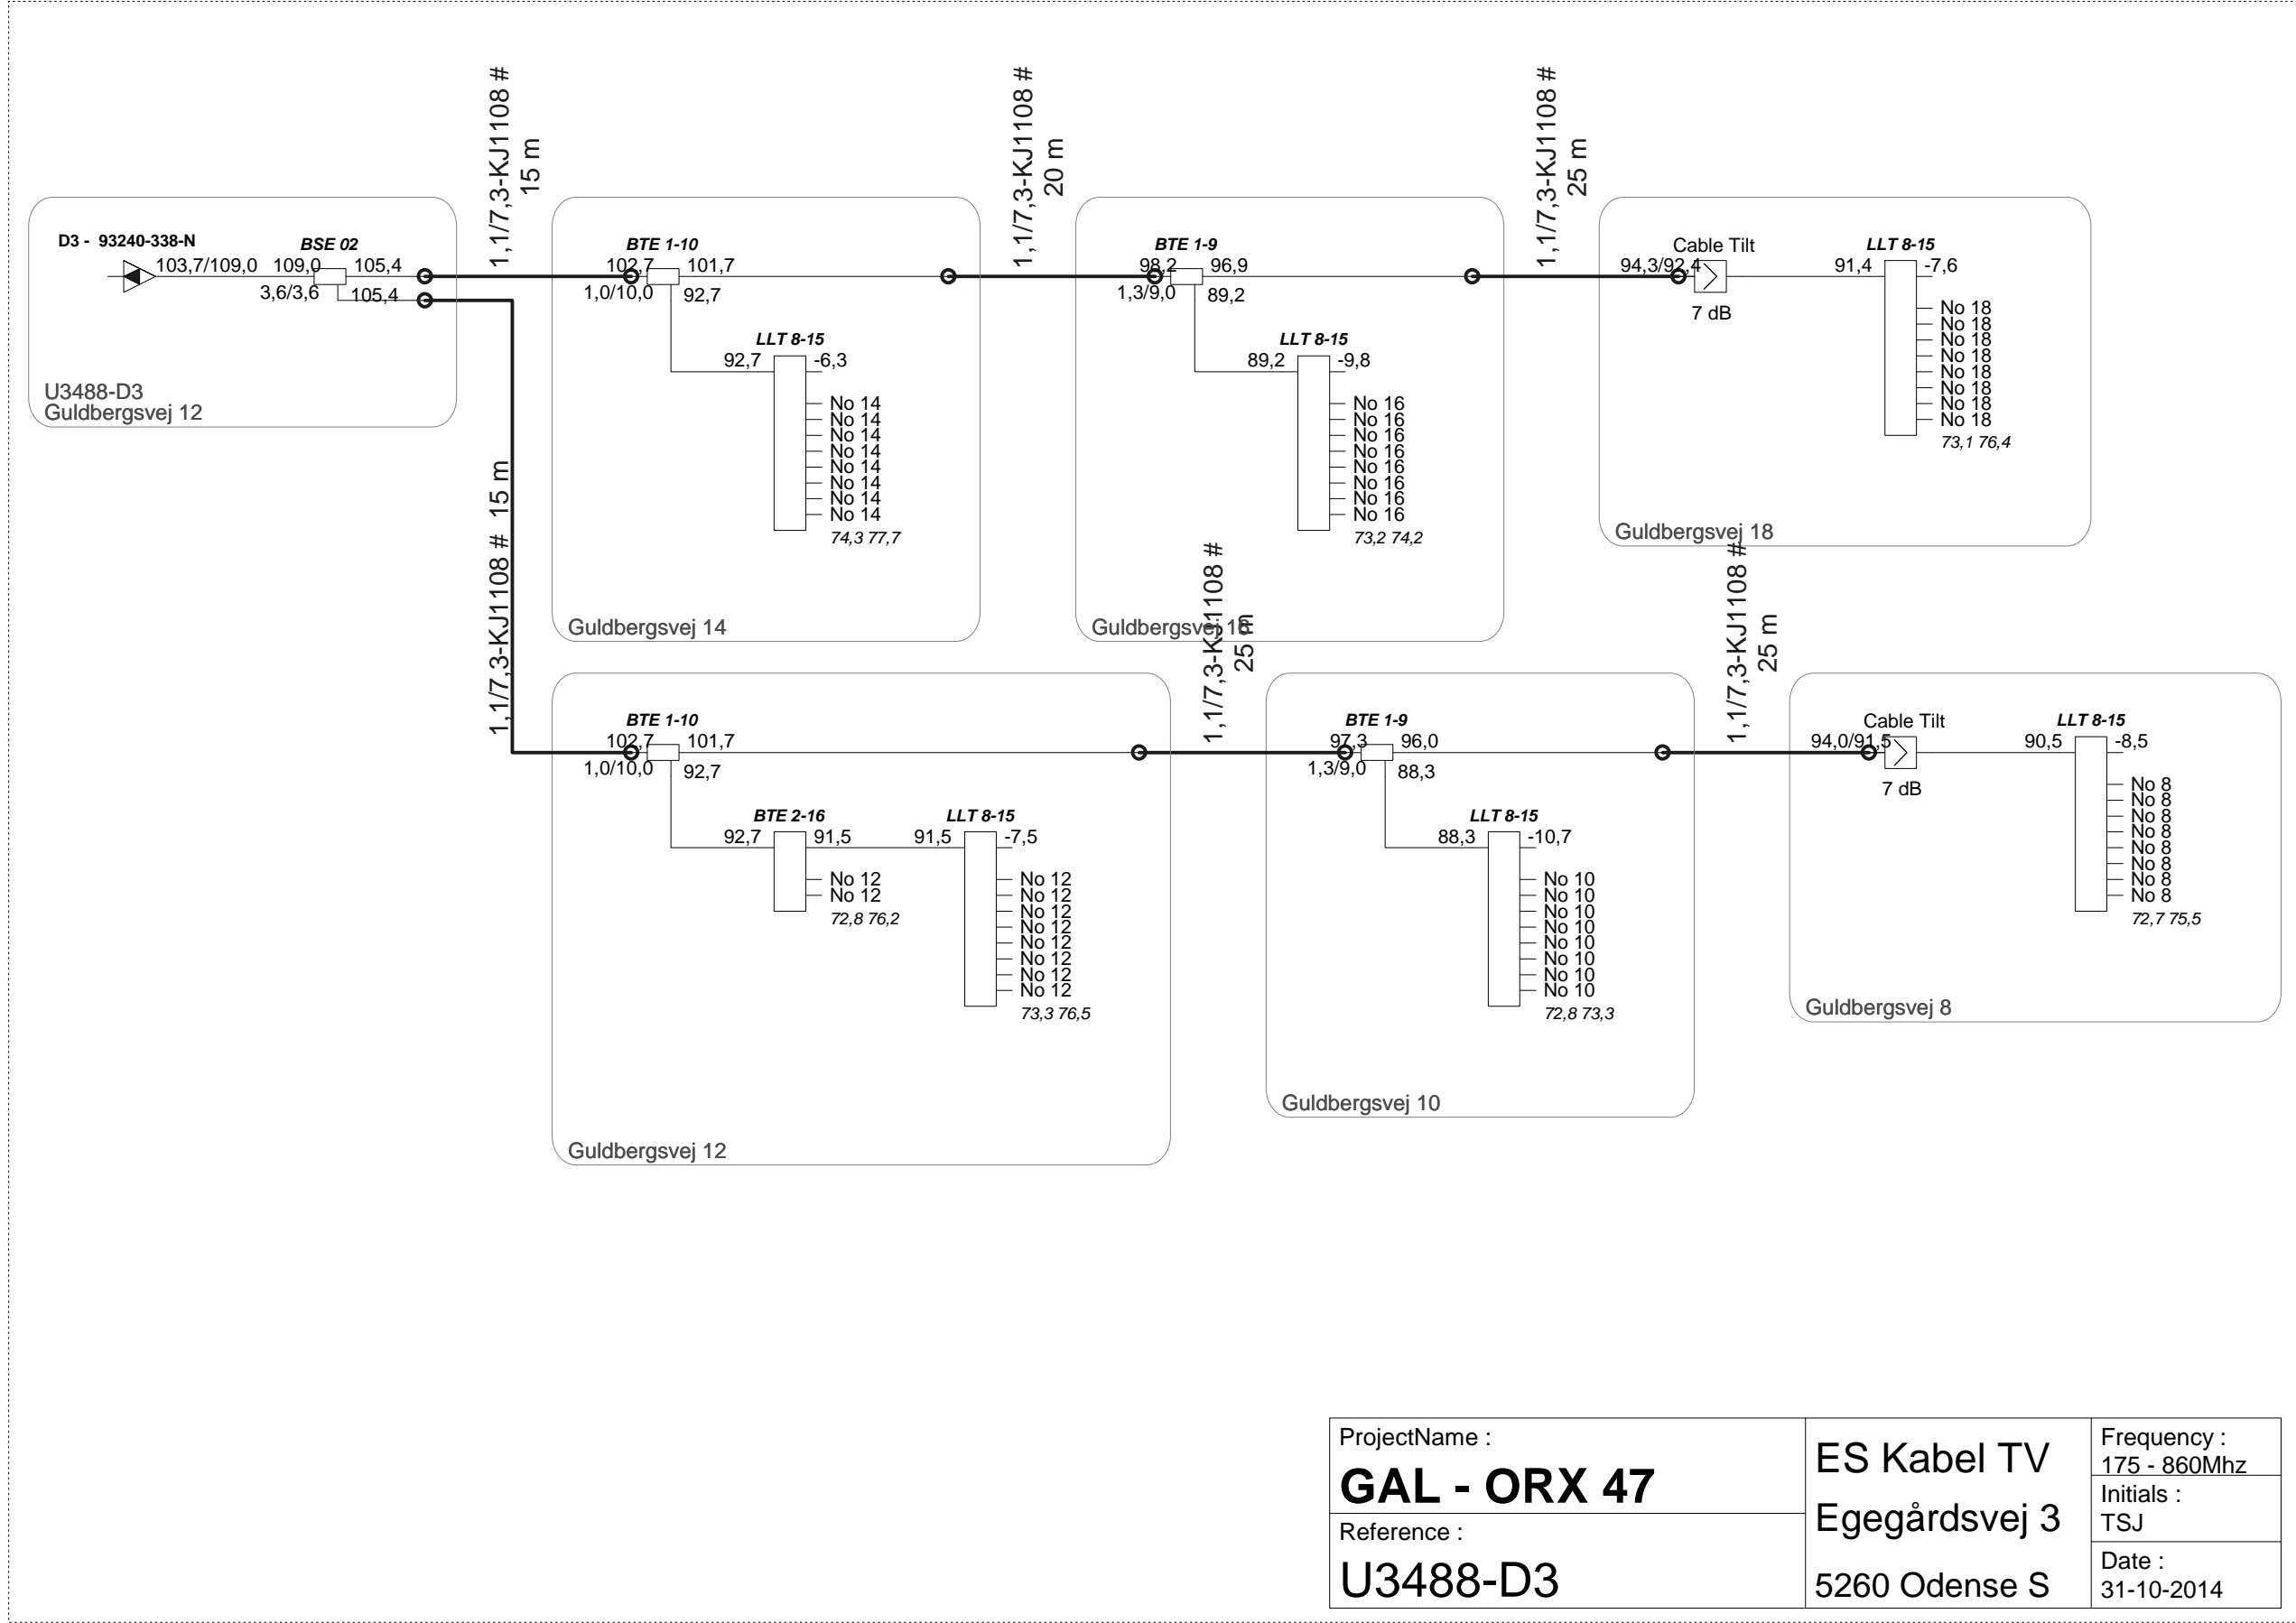 1,1/7,3-KJ1108 #
15 m
1,1/7,3-KJ1108 #
20 m
1,1/7,3-KJ1108 #
25 m
D3 - 93240-338-N
103,7/109,0
BSE 02
109,0
105,4
3,6/3,6
105,4
U3488-D3
Guldbergsvej 12
BTE 1-10
102,7
101,7
1,0/10,0
92,7
LLT 8-15
92,7
-6,3
No 14
No 14
No 14
No 14
No 14
No 14
No 14
No 14
74,3 77,7
Guldbergsvej 14
BTE 1-9
98,2
96,9
1,3/9,0
89,2
LLT 8-15
89,2
-9,8
No 16
No 16
No 16
No 16
No 16
No 16
No 16
No 16
73,2 74,2
Guldbergsvej 16
94,3/92,4
Cable Tilt
7 dB
LLT 8-15
91,4
-7,6
No 18
No 18
No 18
No 18
No 18
No 18
No 18
No 18
73,1 76,4
Guldbergsvej 18
1,1/7,3-KJ1108 # 15 m
1,1/7,3-KJ1108 #
25 m
1,1/7,3-KJ1108 #
25 m
BTE 1-10
102,7
101,7
1,0/10,0
92,7
BTE 2-16
92,7
91,5
No 12
No 12
72,8 76,2
LLT 8-15
91,5
-7,5
No 12
No 12
No 12
No 12
No 12
No 12
No 12
No 12
73,3 76,5
Guldbergsvej 12
BTE 1-9
97,3
96,0
1,3/9,0
88,3
LLT 8-15
88,3
-10,7
No 10
No 10
No 10
No 10
No 10
No 10
No 10
No 10
72,8 73,3
Guldbergsvej 10
94,0/91,5
Cable Tilt
7 dB
LLT 8-15
90,5
-8,5
No 8
No 8
No 8
No 8
No 8
No 8
No 8
No 8
72,7 75,5
Guldbergsvej 8
ProjectName :
GAL - ORX 47
Reference :
U3488-D3
ES Kabel TV
Egegårdsvej 3
5260 Odense S
Frequency :
175 - 860Mhz
Initials :
TSJ
Date :
31-10-2014